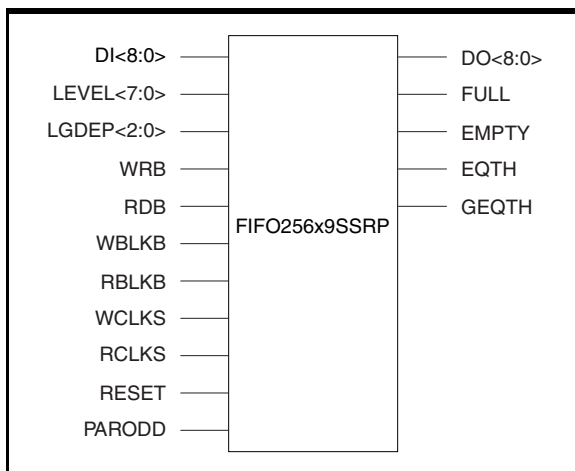 DI<8:0>
LEVEL<7:0>
LGDEP<2:0>
WRB
RDB
WBLKB
RBLKB
WCLKS
RCLKS
RESET
PARODD
FIFO256x9SSRP
DO<8:0>
FULL
EMPTY
EQTH
GEQTH